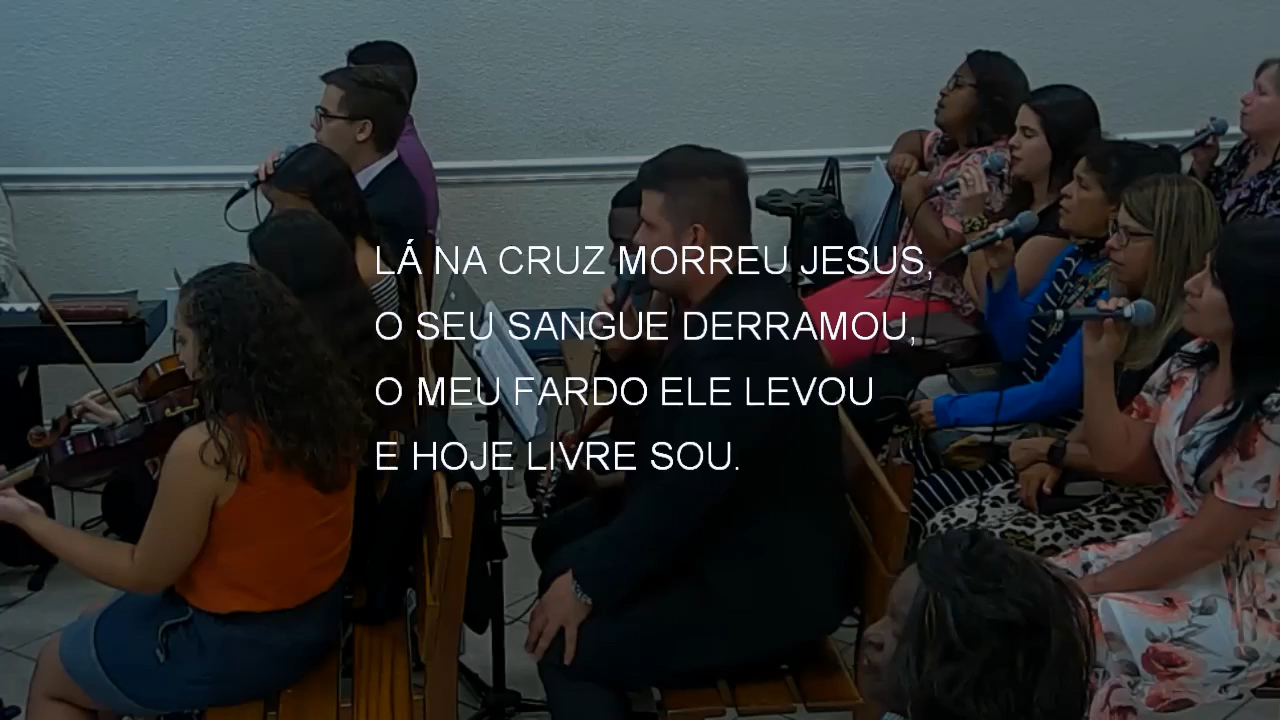 LÁ NA CRUZ MORREU JESUS,
O SEU SANGUE DERRAMOU,
O MEU FARDO ELE LEVOU
E HOJE LIVRE SOU.